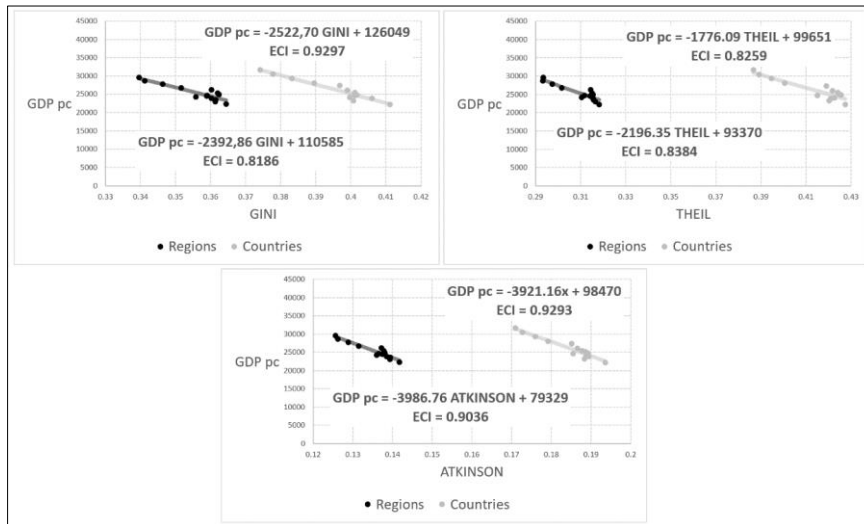 45000
40000
35000
30000
25000
20000
15000
10000
5000
0
GDP pc
GDP pc = -2522,70 GINI + 126049
ECI = 0.9297
GDP pc = -2392,86 GINI + 110585
ECI = 0.8186
0.33 0.34 0.35 0.36 0.37 0.38 0.39 0.4 0.41 0.42
GINI
Regions Countries
45000
40000
35000
30000
25000
20000
15000
10000
5000
0
GDP pc
GDP pc = -1776.09 THEIL + 99651
ECI = 0.8259
GDP pc = -2196.35 THEIL + 93370
ECI = 0.8384
0.29 0.31 0.33 0.35 0.37 0.39 0.41 0.43
THEIL
Regions Countries
45000
40000
35000
30000
25000
20000
15000
10000
5000
0
GDP pc
GDP pc = -3921.16x + 98470
ECI = 0.9293
GDP pc = -3986.76 ATKINSON + 79329
ECI = 0.9036
0.12 0.13 0.14 0.15 0.16 0.17 0.18 0.19 0.2
ATKINSON
Regions Countries